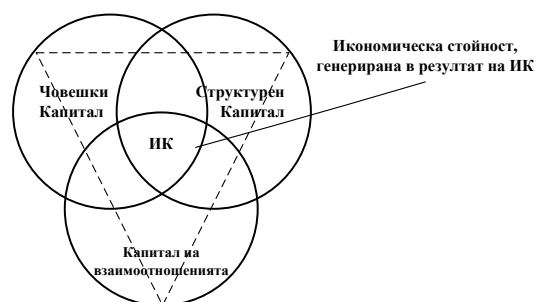 Икономическа стойност,
генерирана в резултат на ИК
Човешки
Капитал
Структурен
Капитал
ИК
Капитал на
взаимоотношенията